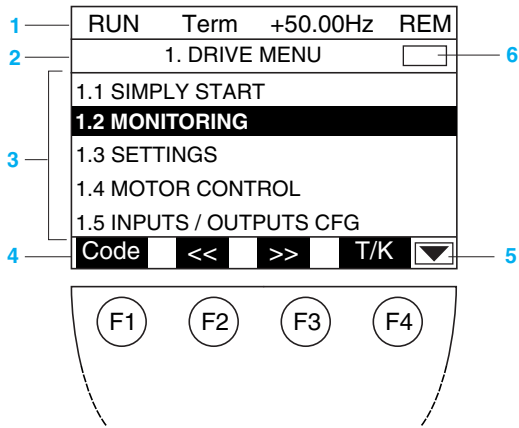 1 RUN Term +50.00Hz REM
2 1. DRIVE MENU 6
1.1 SIMPLY START
1.2 MONITORING
3 1.3 SETTINGS
1.4 MOTOR CONTROL
1.5 INPUTS / OUTPUTS CFG
4 Code << >> T/K 5
F1 F2 F3 F4